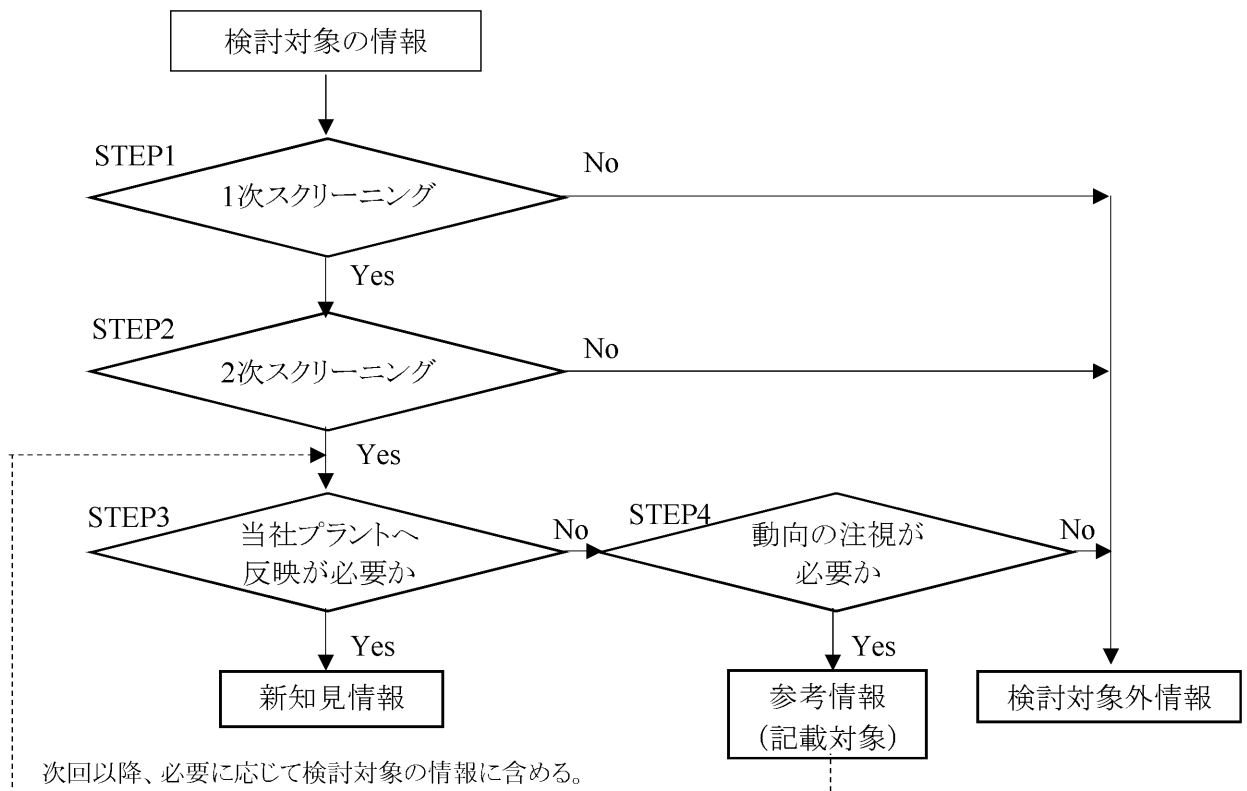 検討対象の情報
STEP1
No
1次スクリーニング
Yes
STEP2
No
2次スクリーニング
Yes
STEP3
当社プラントへ
反映が必要か
No
STEP4
動向の注視が
必要か
No
Yes
Yes
新知見情報
参考情報
（記載対象）
検討対象外情報
次回以降、必要に応じて検討対象の情報に含める。